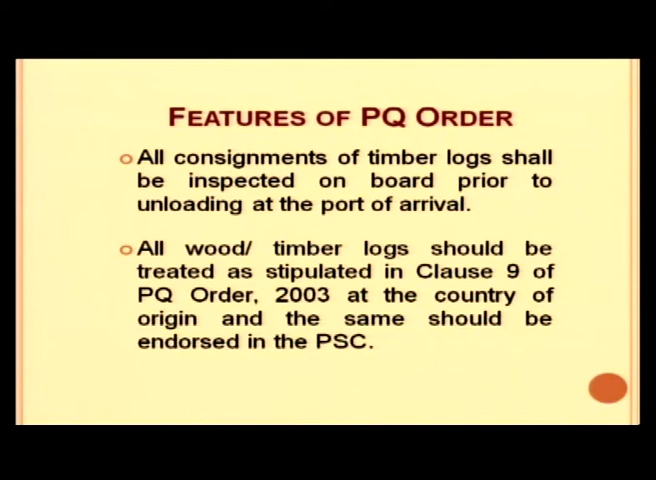 FEATURES OF PQ ORDER
All consignments of timber logs shall
be inspected on board prior to
unloading at the port of arrival.
All wood/ timber logs should be
treated as stipulated in Clause 9 of
PQ Order, 2003 at the country of
origin and the same should be
endorsed in the PSC.